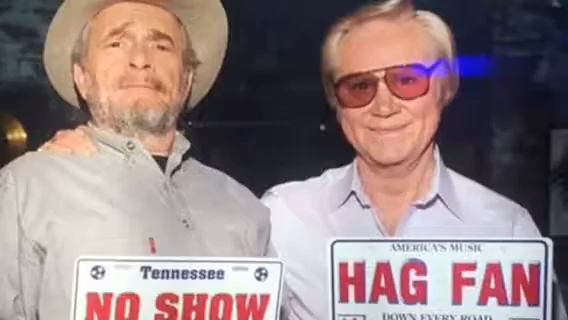 Tennessee
NO SHOW
AMERICA'S MUSIC
HAG FAN
DOWN EVERY ROAD